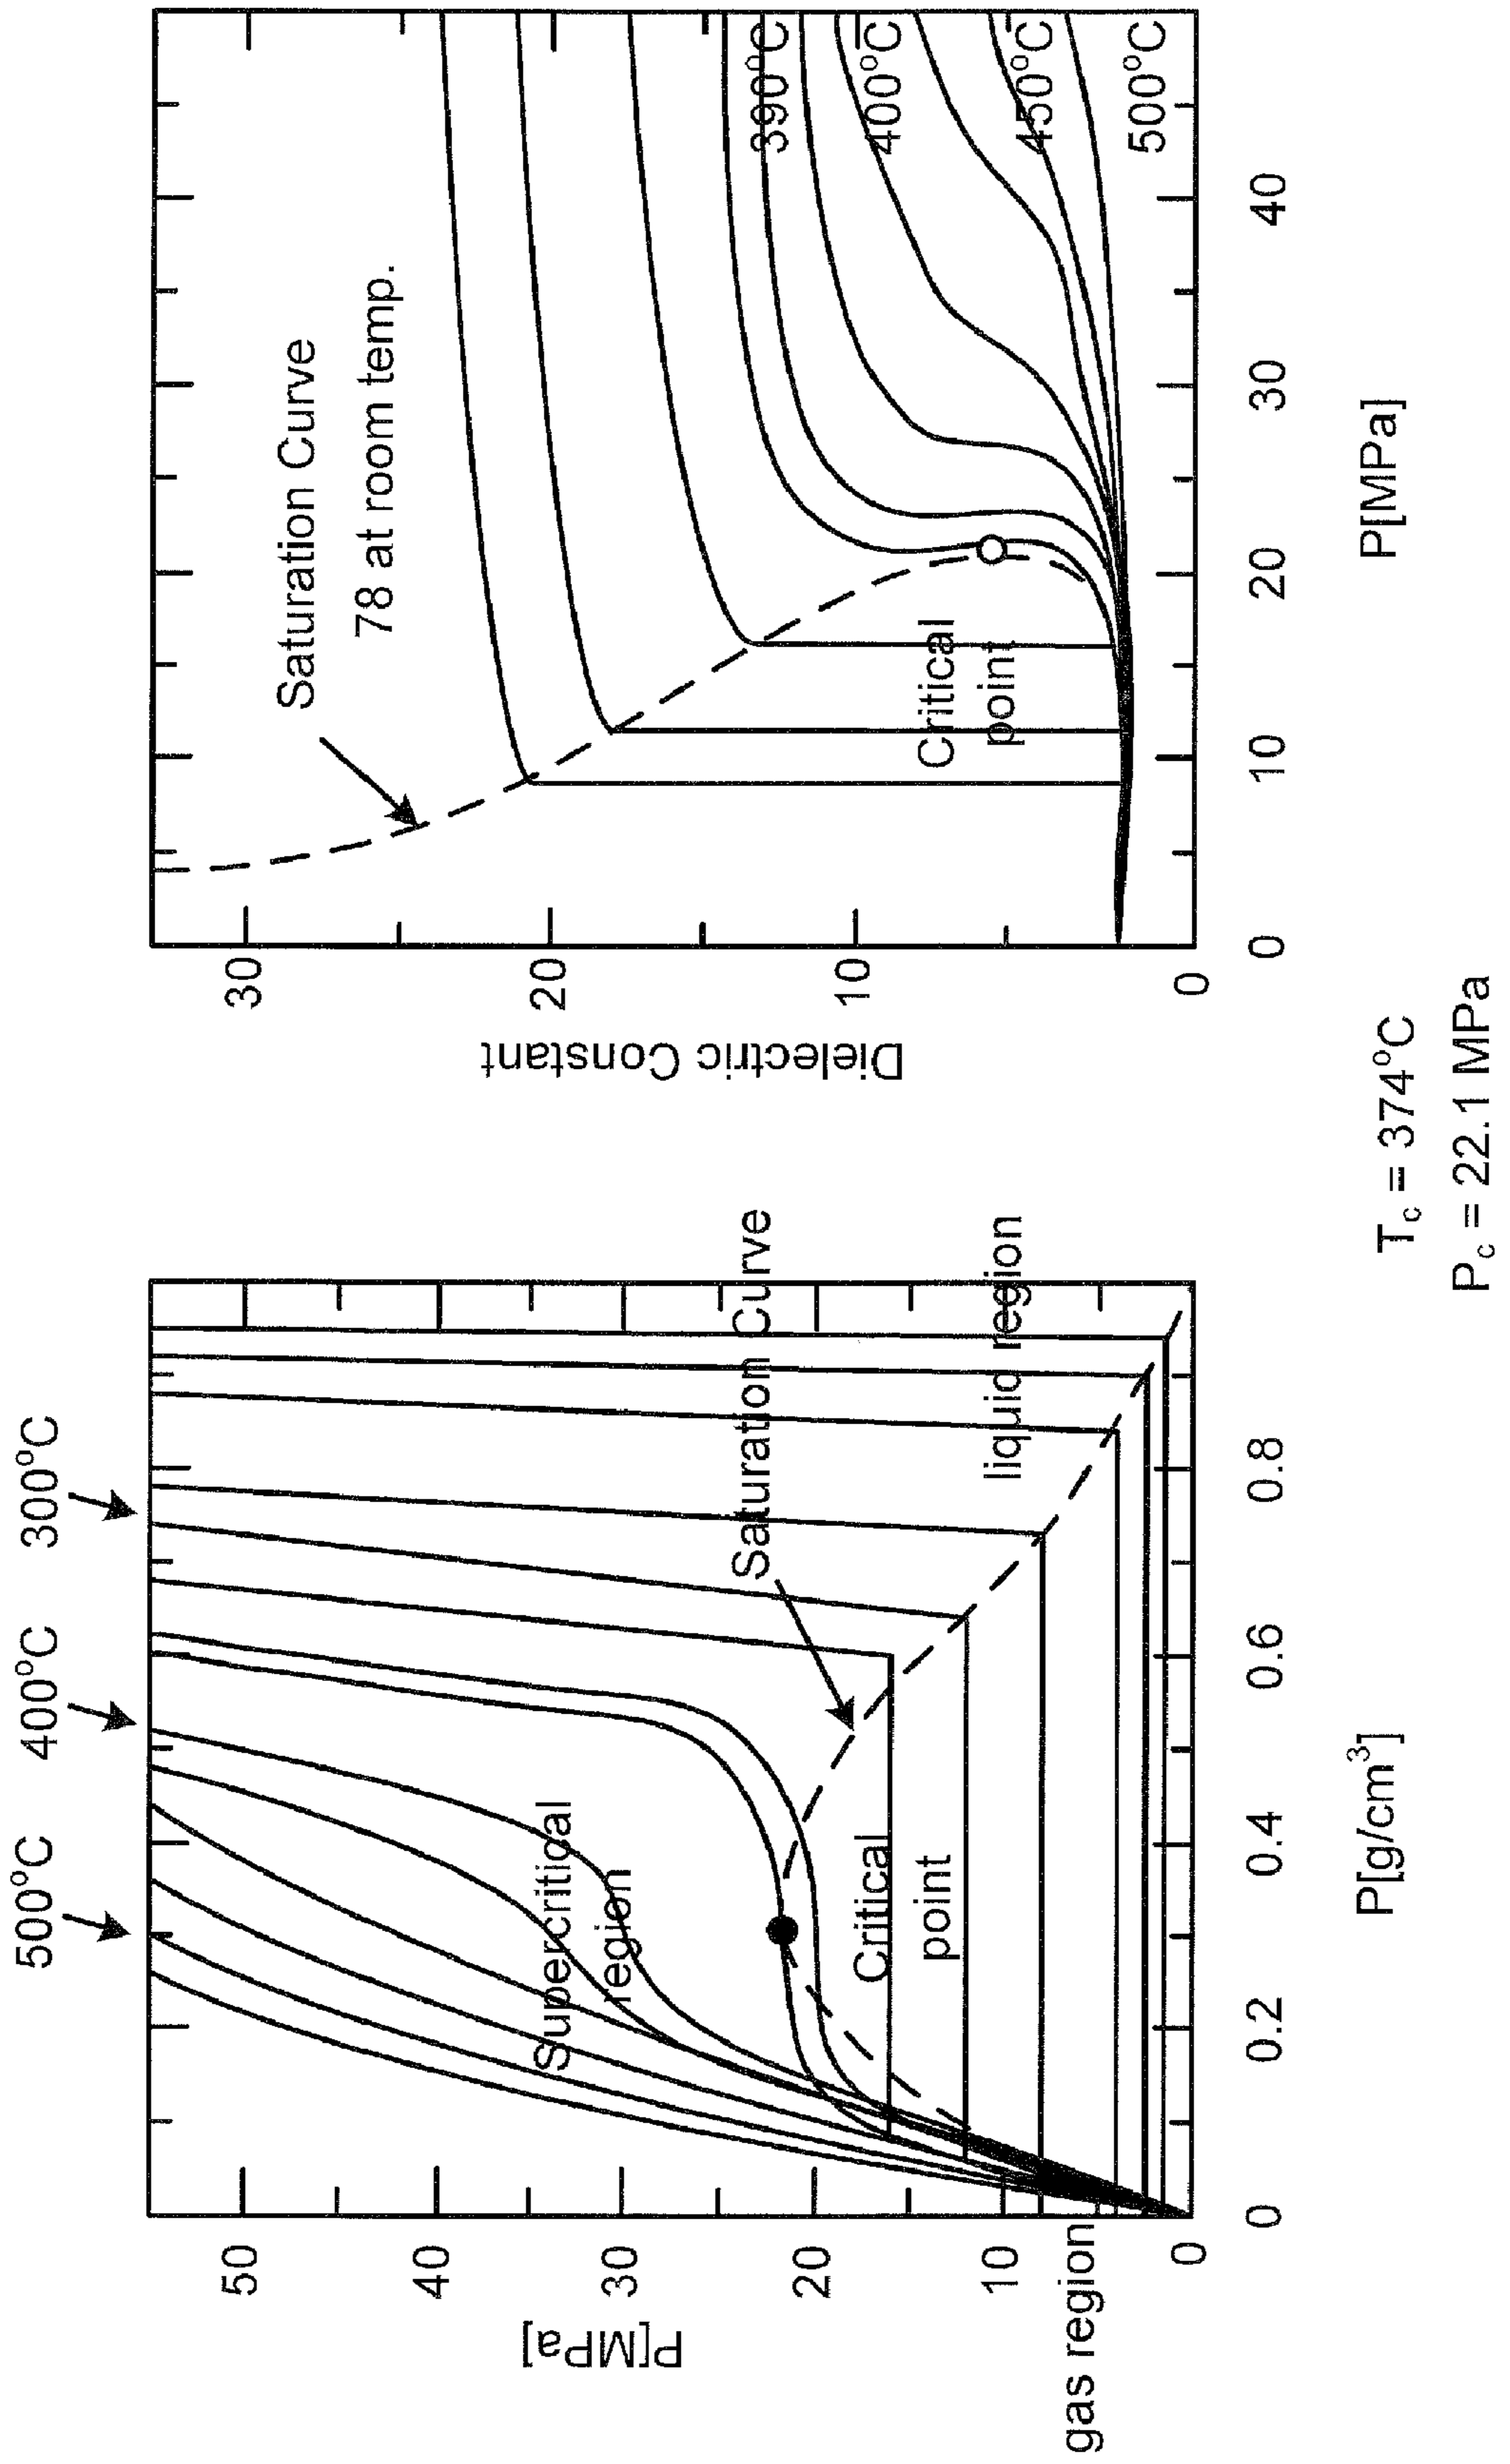 500°C
400°C
300°C
P[MPa]
50
40
30
20
10
0
gas region
Supercritical
region
Saturation Curve
Critical
point
liquid region
0
0.2
0.4
0.6
0.8
P[g/cm³]
Dielectric Constant
30
20
10
0
Saturation Curve
78 at room temp.
Critical
point
390°C
400°C
450°C
500°C
0
10
20
30
40
P[MPa]
Tc = 374°C
Pc = 22.1 MPa